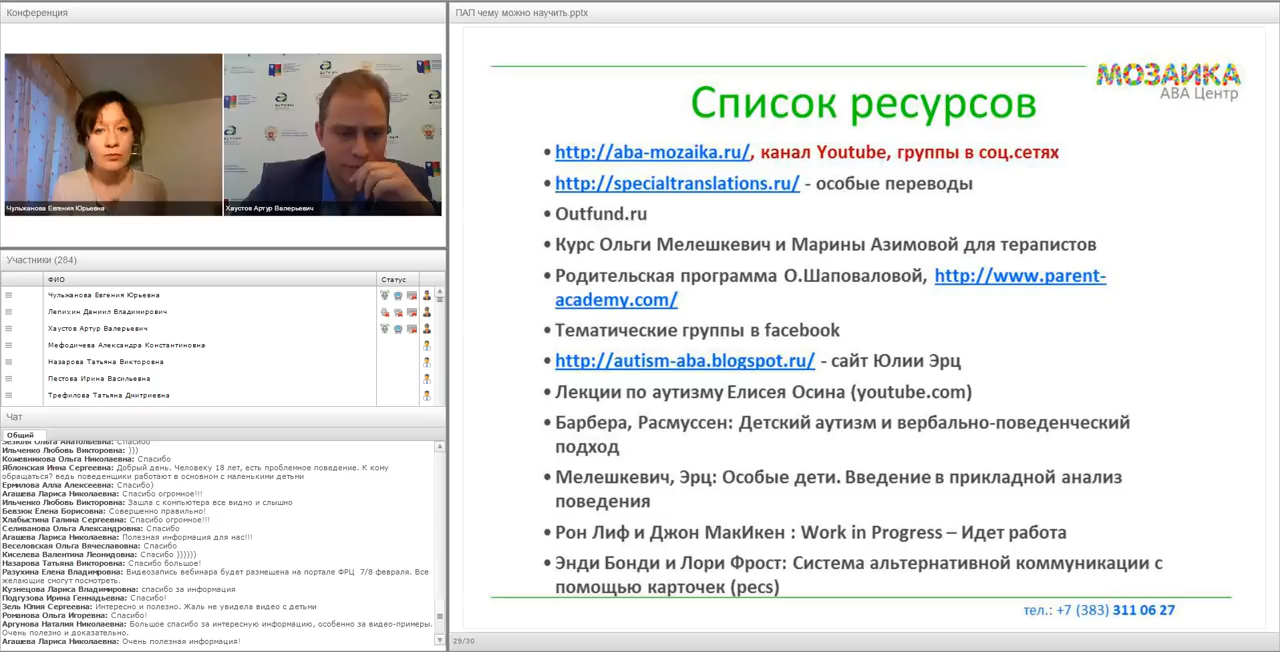 Конференция
Чульжанова Евгения Юрьевна
Хаустов Артур Валерьевич
Участники (284)
ФИО
Статус
Чульжанова Евгения Юрьевна
Лепихин Даниил Владимирович
Хаустов Артур Валерьевич
Мефодичева Александра Константиновна
Назарова Татьяна Викторовна
Пестова Ирина Васильевна
Трефилова Татьяна Дмитриевна
Чат
Общий
Зезюля Ольга Анатольевна: Спасибо
Ильченко Любовь Викторовна: )))
Кожевникова Ольга Николаевна: Спасибо
Яблонская Инна Сергеевна: Добрый день. Человеку 18 лет, есть проблемное поведение. К кому
обращаться? ведь поведенщики работают в основном с маленькими детьми
Ермилова Алла Алексеевна: Спасибо)
Агашева Лариса Николаевна: Спасибо огромное!!!
Ильченко Любовь Викторовна: Зашла с компьютера все видно и слышно
Бевзюк Елена Борисовна: Совершенно правильно!
Хлабыстина Галина Сергеевна: Спасибо огромное!!!
Селиванова Ольга Александровна: Спасибо
Агашева Лариса Николаевна: Полезная информация для нас!!!
Веселовская Ольга Вячеславовна: Спасибо
Киселева Валентина Леонидовна: Спасибо ))))))
Назарова Татьяна Викторовна: Спасибо большое!
Разухина Елена Владимровна: Видеозапись вебинара будет размещена на портале ФРЦ 7/8 февраля. Все
желающие смогут посмотреть.
Кузнецова Лариса Владимировна: спасибо за информация
Подгузова Ирина Геннадьевна: Спасибо!
Зель Юлия Сергеевна: Интересно и полезно. Жаль не увидела видео с детьми
Романова Ольга Игоревна: Спасибо!
Аргунова Наталия Николаевна: Большое спасибо за интересную информацию, особенно за видео-примеры.
Очень полезно и доказательно.
Агашева Лариса Николаевна: Очень полезная информация!
ПАП чему можно научить.pptx
МОЗАИКА
АВА Центр
Список ресурсов
• http://aba-mozaika.ru/, канал Youtube, группы в соц.сетях
• http://specialtranslations.ru/ - особые переводы
• Outfund.ru
• Курс Ольги Мелешкевич и Марины Азимовой для терапистов
• Родительская программа О.Шаповаловой, http://www.parent-
academy.com/
• Тематические группы в facebook
• http://autism-aba.blogspot.ru/ - сайт Юлии Эрц
• Лекции по аутизму Елисея Осина (youtube.com)
• Барбера, Расмуссен: Детский аутизм и вербально-поведенческий
подход
• Мелешкевич, Эрц: Особые дети. Введение в прикладной анализ
поведения
• Рон Лиф и Джон МакИкен : Work in Progress – Идет работа
• Энди Бонди и Лори Фрост: Система альтернативной коммуникации с
помощью карточек (pecs)
тел.: +7 (383) 311 06 27
29/30